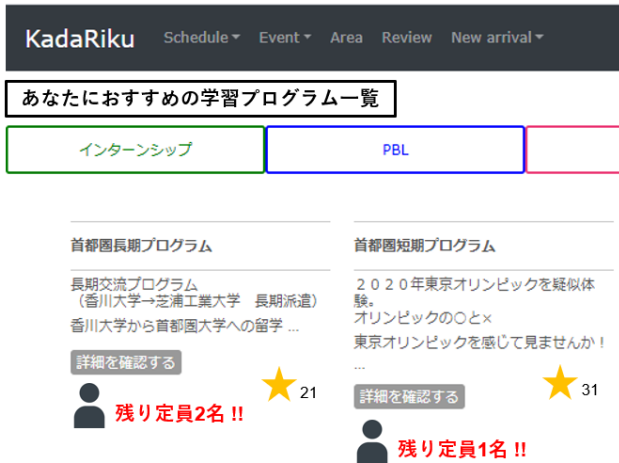 KadaRiku Schedule Event Area Review New arrival
あなたにおすすめの学習プログラム一覧
インターンシップ PBL
首都圏長期プログラム
長期交流プログラム
（香川大学→芝浦工業大学　長期派遣）
香川大学から首都圏大学への留学 ...
詳細を確認する
21
残り定員2名 !!
首都圏短期プログラム
２０２０年東京オリンピックを疑似体
験。
オリンピックの○と×
東京オリンピックを感じて見ませんか！
...
詳細を確認する
31
残り定員1名 !!